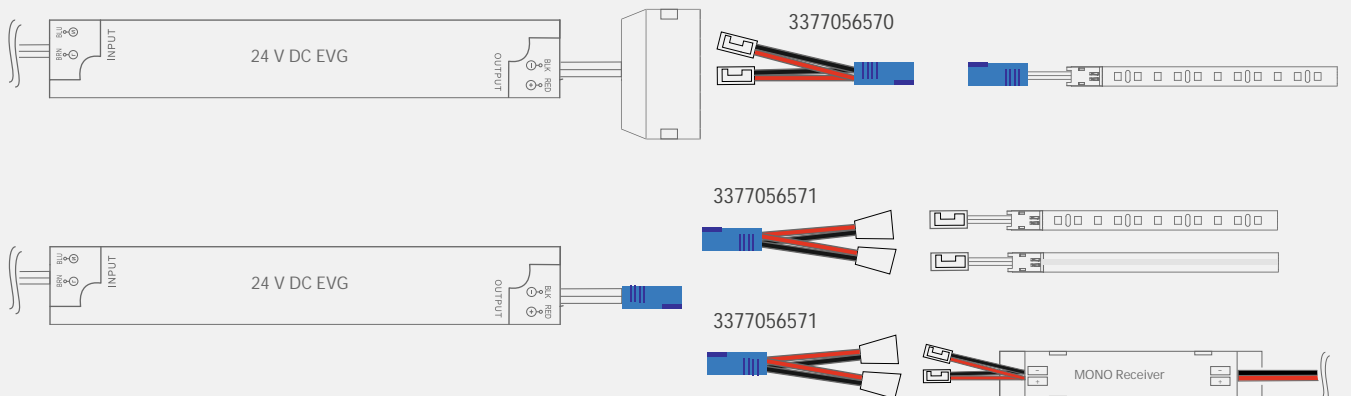 3377056570
BLU
N
BRN
L
INPUT
24 V DC EVG
OUTPUT
BLK
RED
3377056571
BLU
N
BRN
INPUT
24 V DC EVG
OUTPUT
BLK
RED
3377056571
MONO Receiver